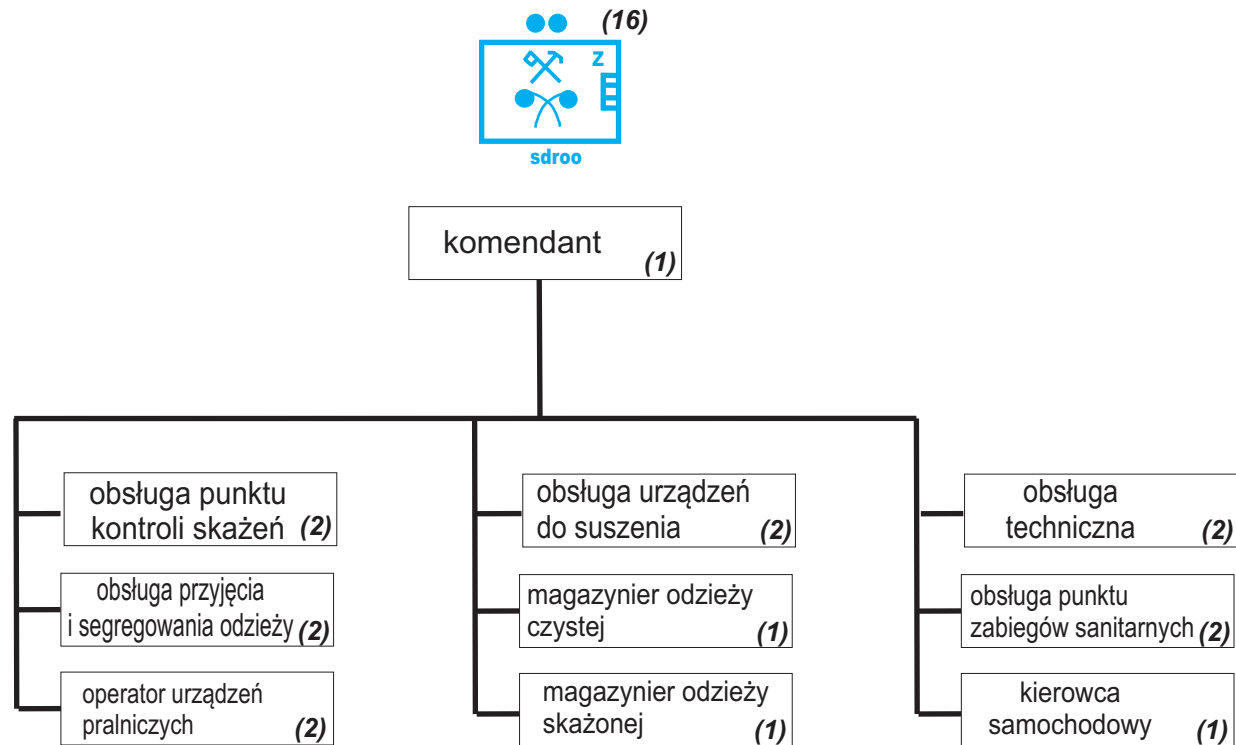 (16)
Z
sdroo
komendant
(1)
obsługa punktu
kontroli skażeń (2)
obsługa przyjęcia
i segregowania odzieży (2)
operator urządzeń
pralniczych (2)
obsługa urządzeń
do suszenia (2)
magazynier odzieży
czystej (1)
magazynier odzieży
skażonej (1)
obsługa
techniczna (2)
obsługa punktu
zabiegów sanitarnych (2)
kierowca
samochodowy (1)